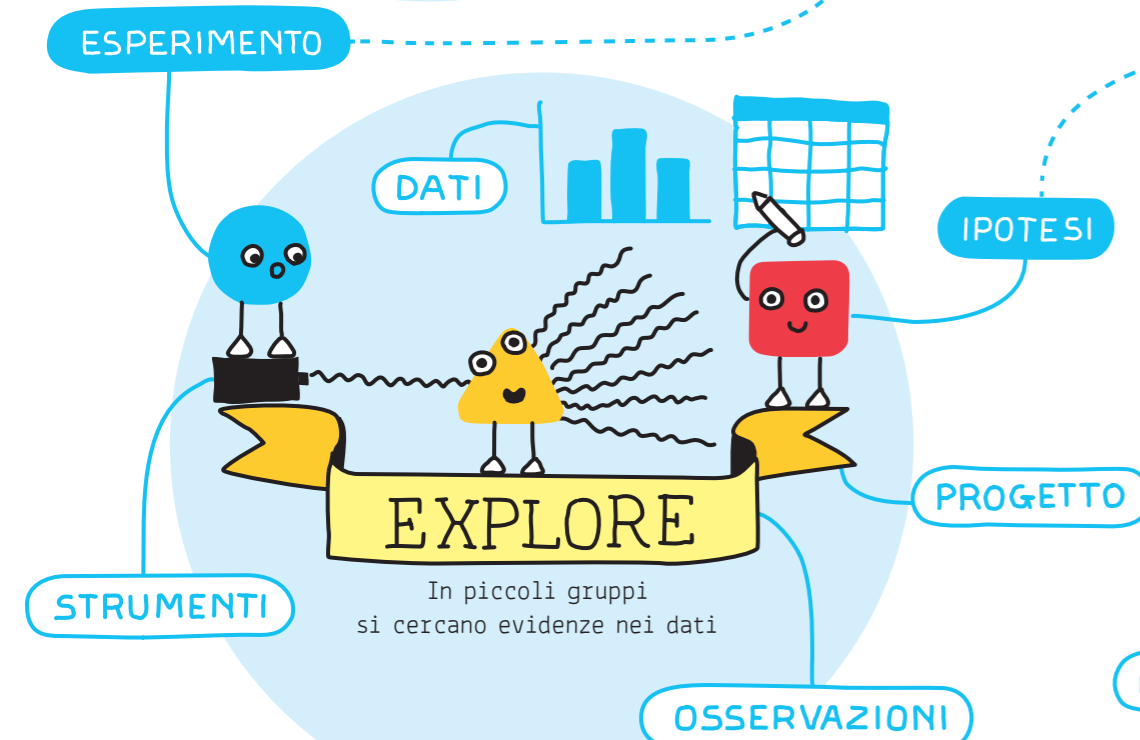 ESPERIMENTO
DATI
IPOTESI
PROGETTO
EXPLORE
In piccoli gruppi
si cercano evidenze nei dati
STRUMENTI
OSSERVAZIONI